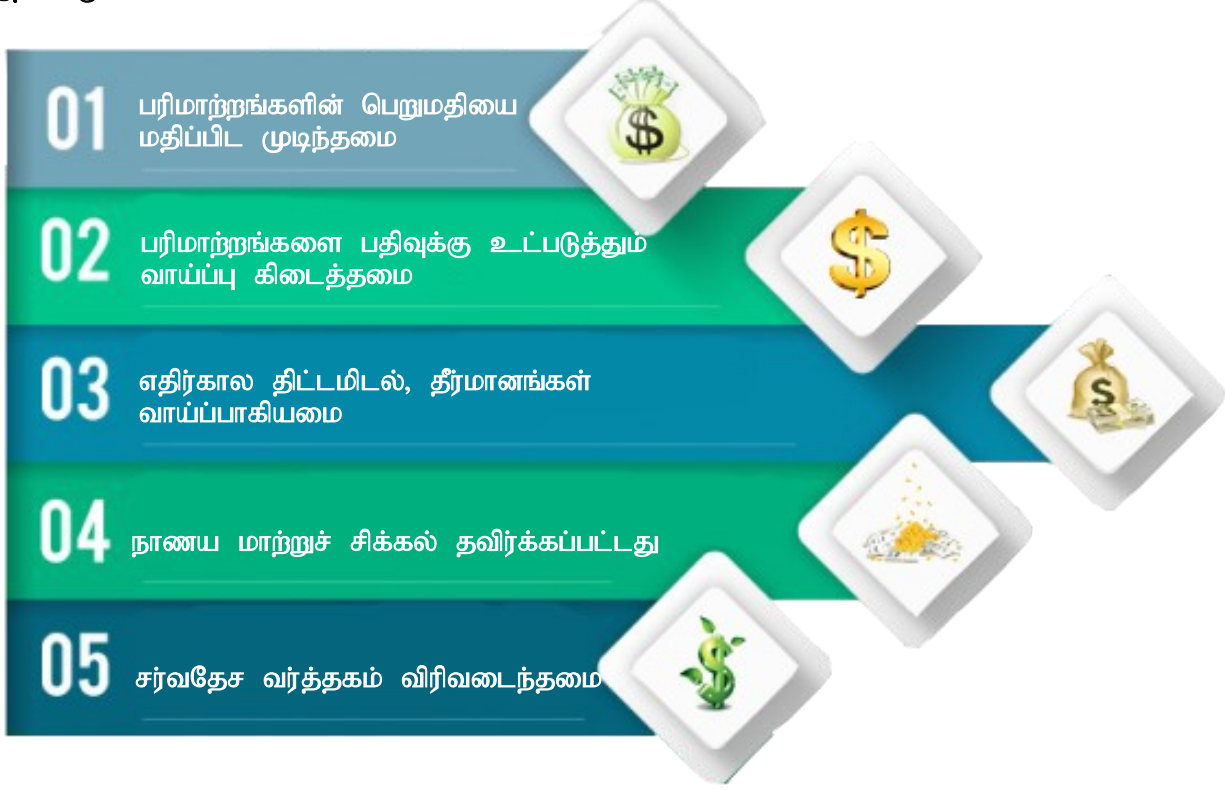 01
பரிமாற்றங்களின் பெறுமதியை
மதிப்பிட முடிந்தமை
02
பரிமாற்றங்களை பதிவுக்கு உட்படுத்தும்
வாய்ப்பு கிடைத்தமை
03
எதிர்கால திட்டமிடல், தீர்மானங்கள்
வாய்ப்பாகியமை
04
நாணய மாற்றுச் சிக்கல் தவிர்க்கப்பட்டது
05
சர்வதேச வர்த்தகம் விரிவடைந்தமை